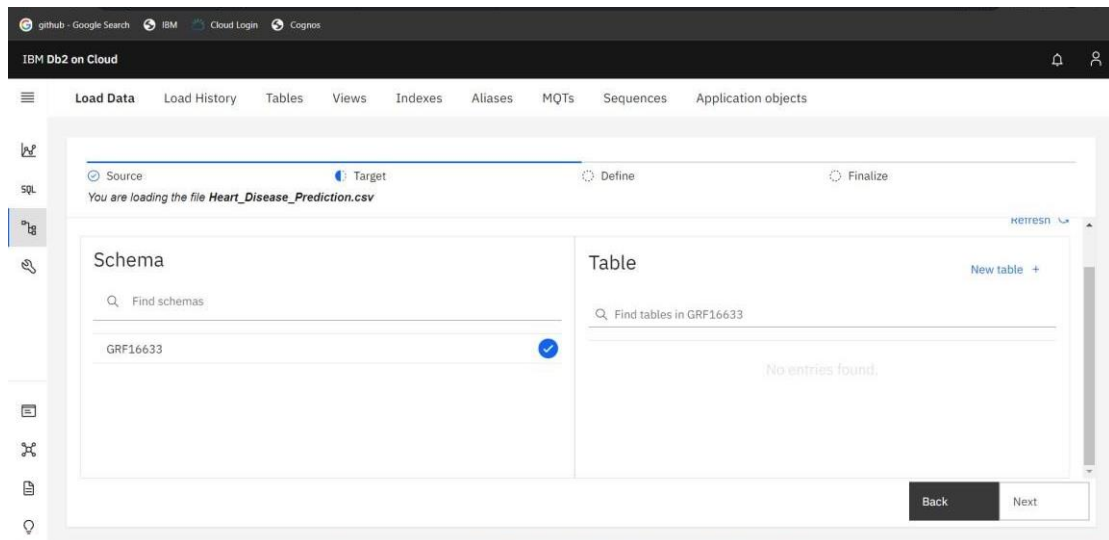 github - Google Search IBM Cloud Login Cognos
IBM Db2 on Cloud
Load Data Load History Tables Views Indexes Aliases MQTs Sequences Application objects
Source Target Define Finalize
You are loading the file Heart_Disease_Prediction.csv
SQL
Refresh
Schema
Find schemas
GRF16633
Table
New table +
Find tables in GRF16633
No entries found.
Back Next